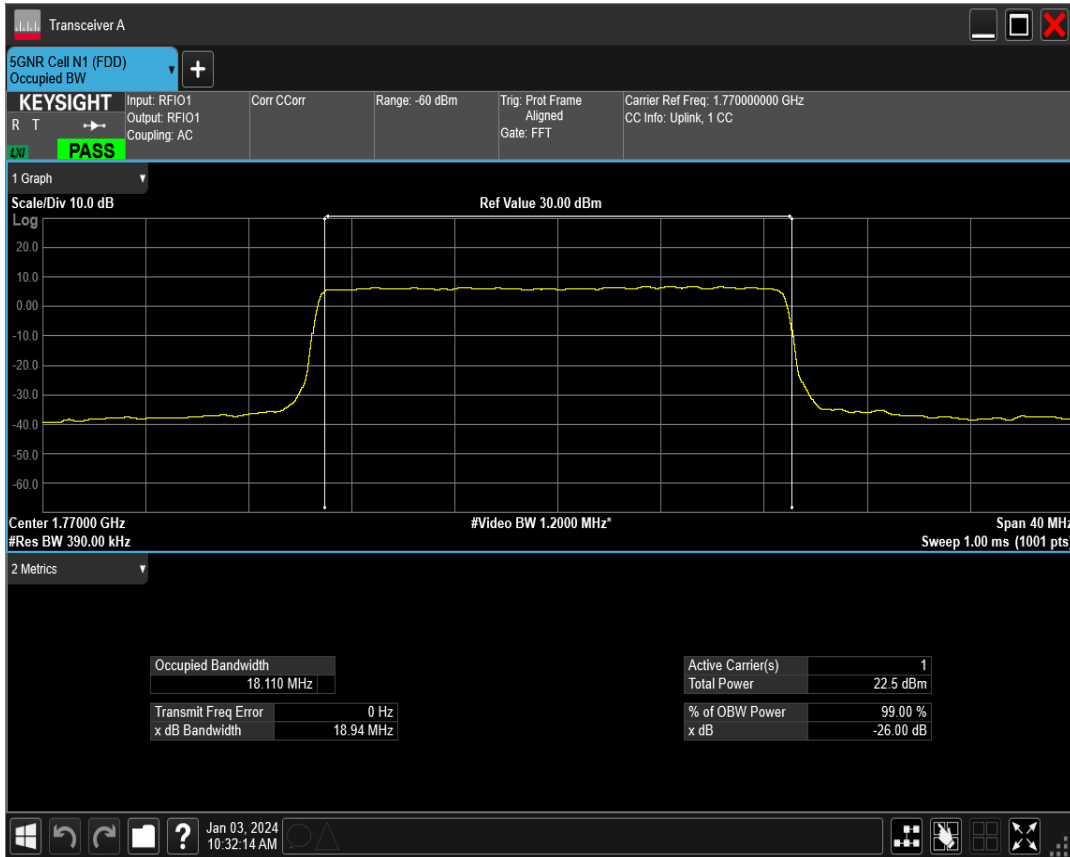 Transceiver A
5GNR Cell N1 (FDD)
Occupied BW
+
KEYSIGHT
R T
LXI
PASS
Input: RFIO1
Output: RFIO1
Coupling: AC
Corr CCorr
Range: -60 dBm
Trig: Prot Frame
Aligned
Gate: FFT
Carrier Ref Freq: 1.770000000 GHz
CC Info: Uplink, 1 CC
1 Graph
Scale/Div 10.0 dB
Ref Value 30.00 dBm
Log
20.0
10.0
0.00
-10.0
-20.0
-30.0
-40.0
-50.0
-60.0
Center 1.77000 GHz
#Video BW 1.2000 MHz*
Span 40 MHz
#Res BW 390.00 kHz
Sweep 1.00 ms (1001 pts)
2 Metrics
Occupied Bandwidth
18.110 MHz
Transmit Freq Error 0 Hz
x dB Bandwidth 18.94 MHz
Active Carrier(s) 1
Total Power 22.5 dBm
% of OBW Power 99.00 %
x dB -26.00 dB
?
Jan 03, 2024
10:32:14 AM